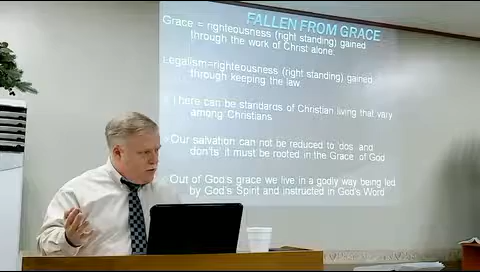 FALLEN FROM GRACE
Grace = righteousness (right standing) gained
through the work of Christ alone.
Legalism=righteousness (right standing) gained
through keeping the law
There can be standards of Christian living that vary
among Christians
Our salvation can not be reduced to 'dos' and
don'ts' it must be rooted in the Grace of God
Out of God's grace we live in a godly way being led
by God's Spirit and instructed in God's Word